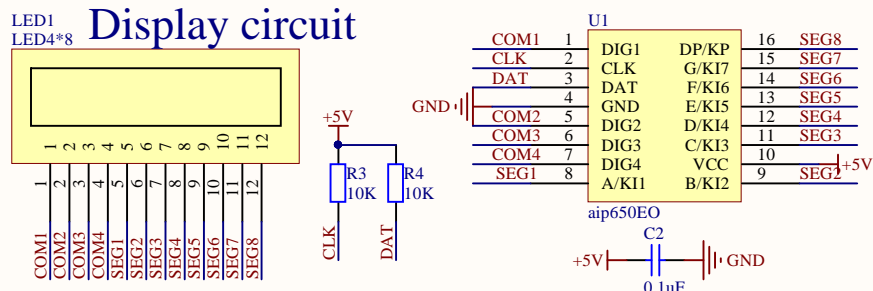 Display circuit
LED1
LED4*8
1 2 3 4 5 6 7 8 9 10 11 12
1 2 3 4 5 6 7 8 9 10 11 12
COM1 COM2 COM3 COM4 SEG1 SEG2 SEG3 SEG4 SEG5 SEG6 SEG7 SEG8
+5V
R3 R4
10K 10K
CLK DAT
U1
COM1 1 DIG1 DP/KP 16 SEG8
CLK 2 CLK G/KI7 15 SEG7
DAT 3 DAT F/KI6 14 SEG6
GND 4 GND E/KI5 13 SEG5
COM2 5 DIG2 D/KI4 12 SEG4
COM3 6 DIG3 C/KI3 11 SEG3
COM4 7 DIG4 VCC 10 +5V
SEG1 8 A/KI1 B/KI2 9 SEG2
aip650EO
C2
+5V GND
0.1uF